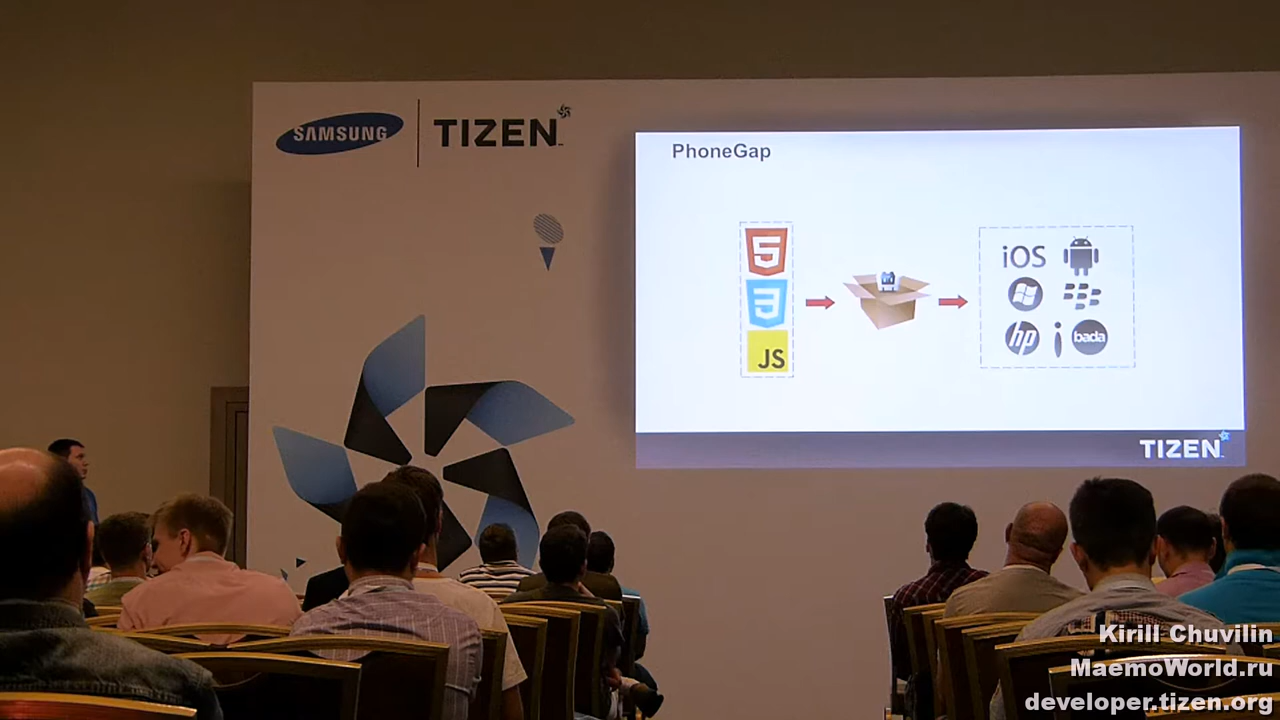 SAMSUNG
TIZEN
PhoneGap
5
3
JS
iOS
hp
bada
TIZEN
Kirill Chuvilin
MaemoWorld.ru
developer.tizen.org